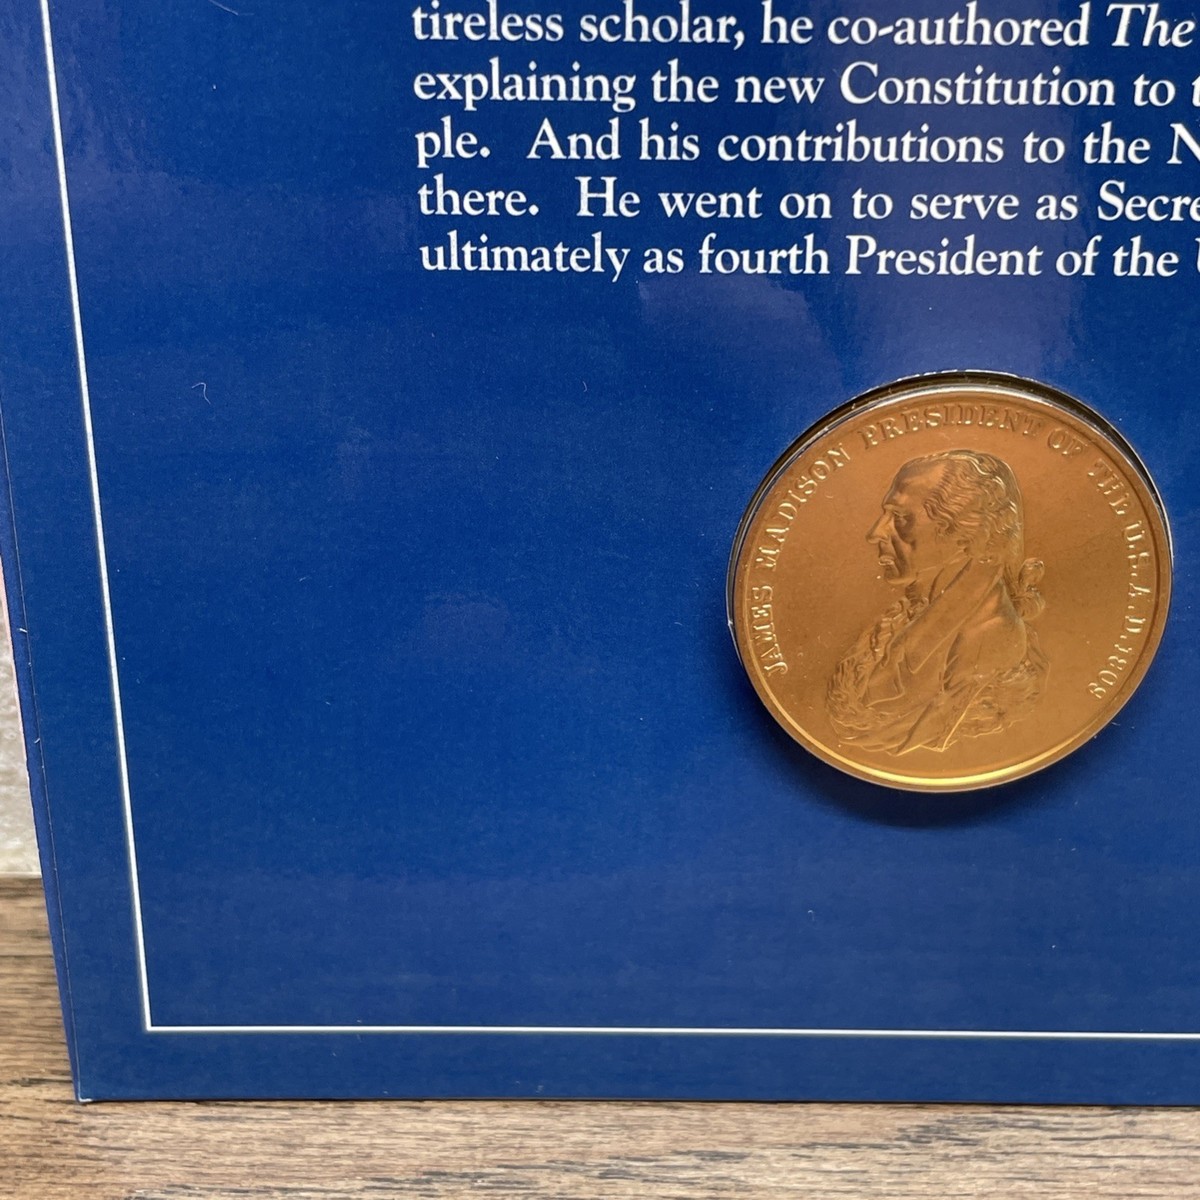 tireless scholar, he co-authored The
explaining the new Constitution to t
ple. And his contributions to the N
there. He went on to serve as Secre
ultimately as fourth President of the U
JAMES MADISON PRESIDENT OF THE U.S. A.D. 1809